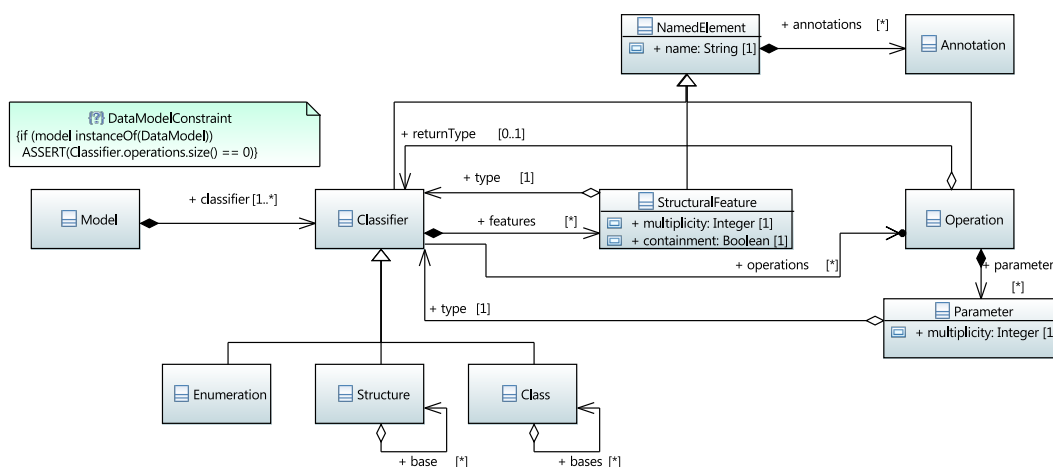 NamedElement
+ annotations [*]
+ name: String [1]
Annotation
{?} DataModelConstraint
{if (model instanceOf(DataModel))
ASSERT(Classifier.operations.size() == 0)}
+ returnType [0..1]
+ type [1]
+ classifier[1..*]
Model
Classifier
StructuralFeature
+ multiplicity: Integer [1]
+ containment: Boolean [1]
+ features [*]
Operation
+ operations [*]
+ parameter
[*]
+ type [1]
Parameter
+ multiplicity: Integer [1
Enumeration
Structure
Class
+ base [*]
+ bases [*]